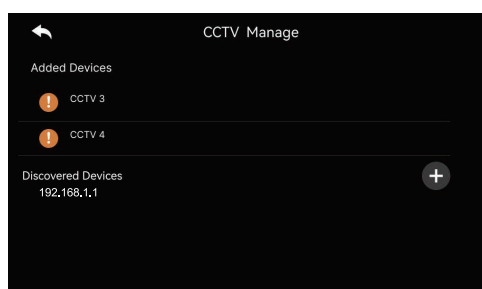 CCTV Manage
Added Devices
CCTV 3
CCTV 4
Discovered Devices
192.168.1.1